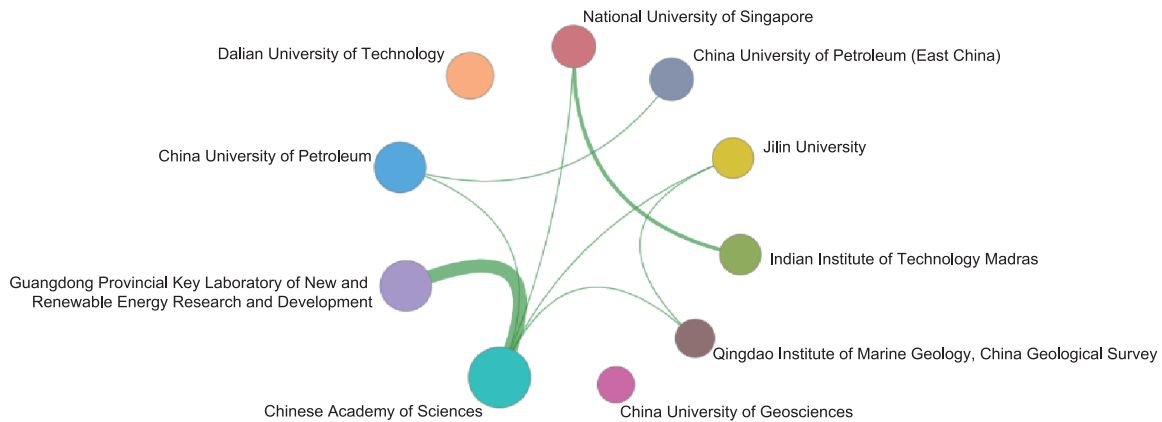 National University of Singapore
Dalian University of Technology
China University of Petroleum (East China)
China University of Petroleum
Jilin University
Indian Institute of Technology Madras
Guangdong Provincial Key Laboratory of New and
Renewable Energy Research and Development
Qingdao Institute of Marine Geology, China Geological Survey
Chinese Academy of Sciences
China University of Geosciences